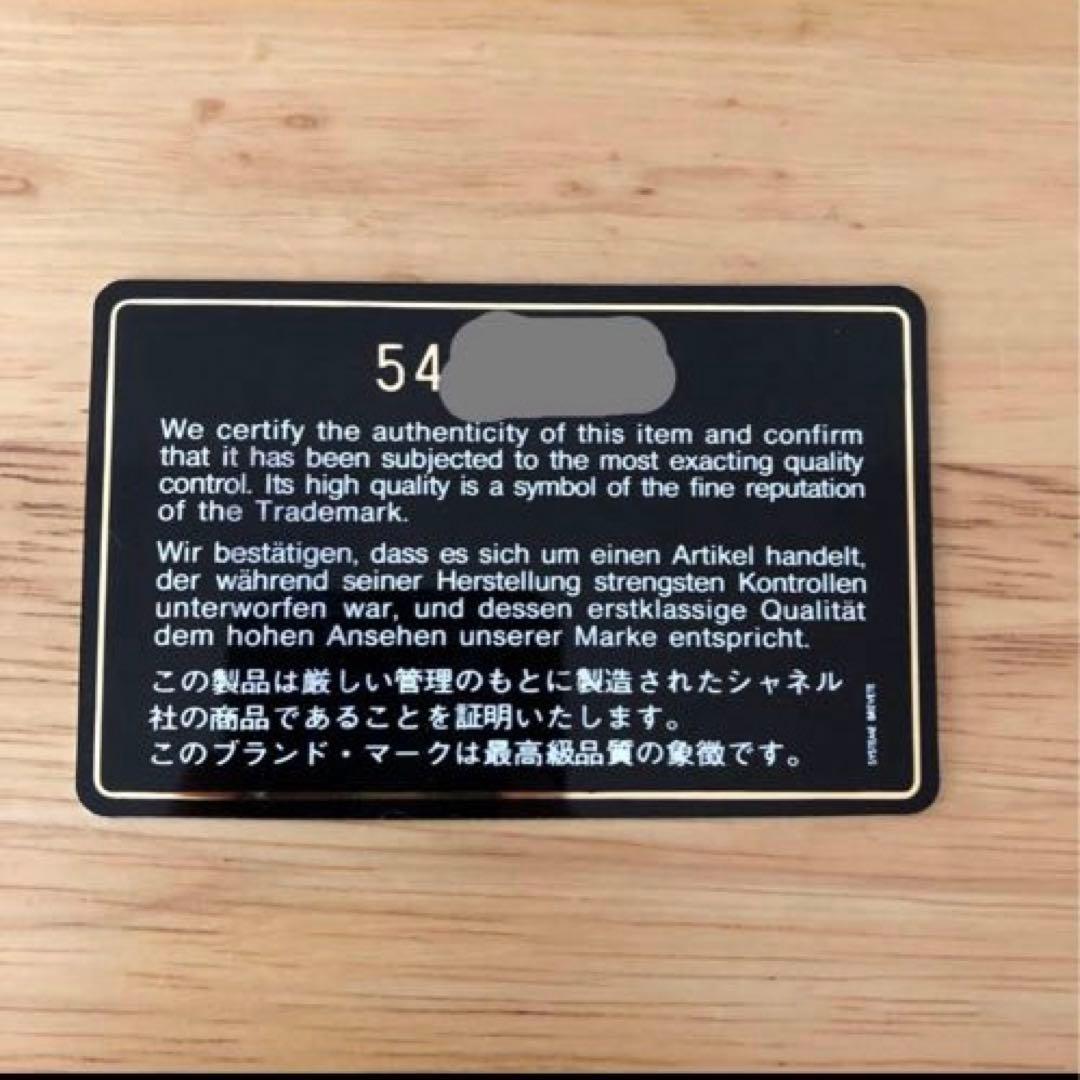 54
We certify the authenticity of this item and confirm
that it has been subjected to the most exacting quality
control. Its high quality is a symbol of the fine reputation
of the Trademark.
Wir bestätigen, dass es sich um einen Artikel handelt,
der während seiner Herstellung strengsten Kontrollen
unterworfen war, und dessen erstklassige Qualität
dem hohen Ansehen unserer Marke entspricht.
この製品は厳しい管理のもとに製造されたシャネル
社の商品であることを証明いたします。
このブランド・マークは最高級品質の象徴です。
SYSTEME BREVETE